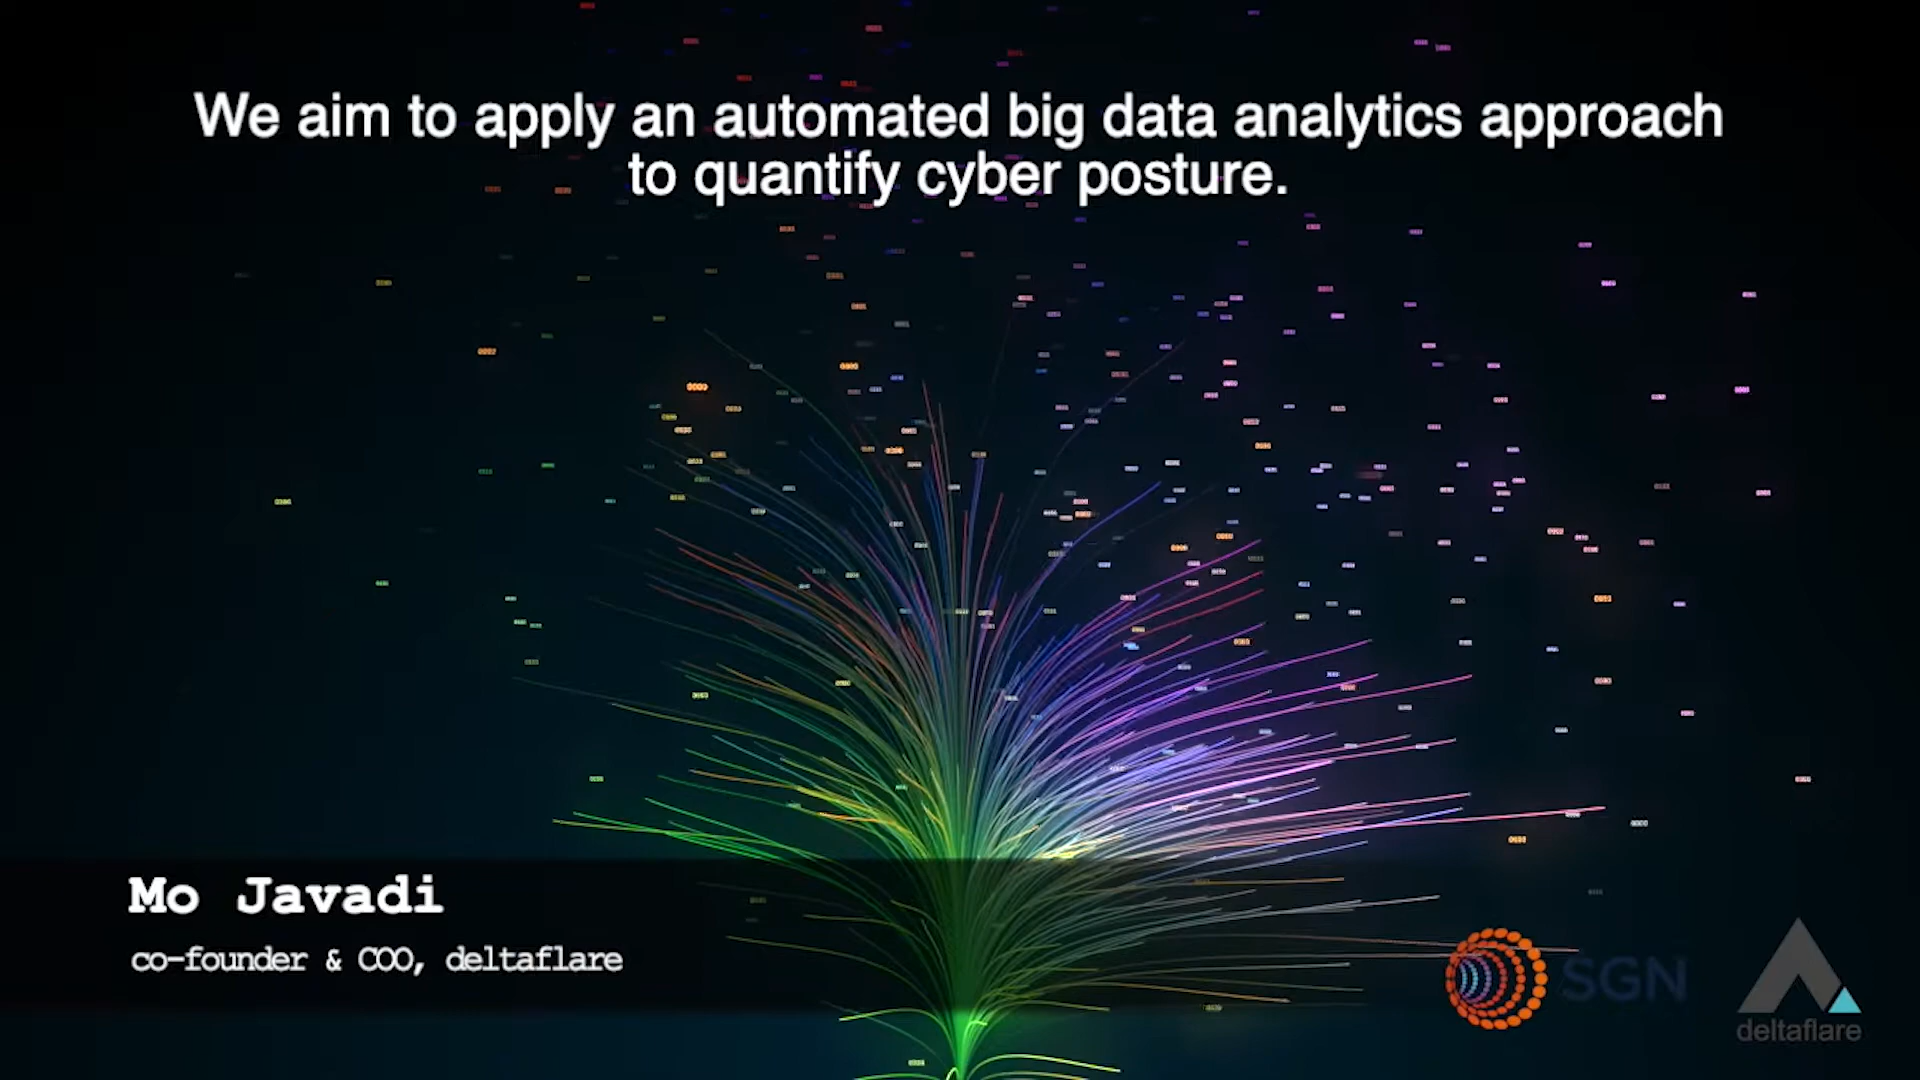 We aim to apply an automated big data analytics approach
to quantify cyber posture.
Mo Javadi
co-founder & COO, deltaflare
SGN
deltaflare